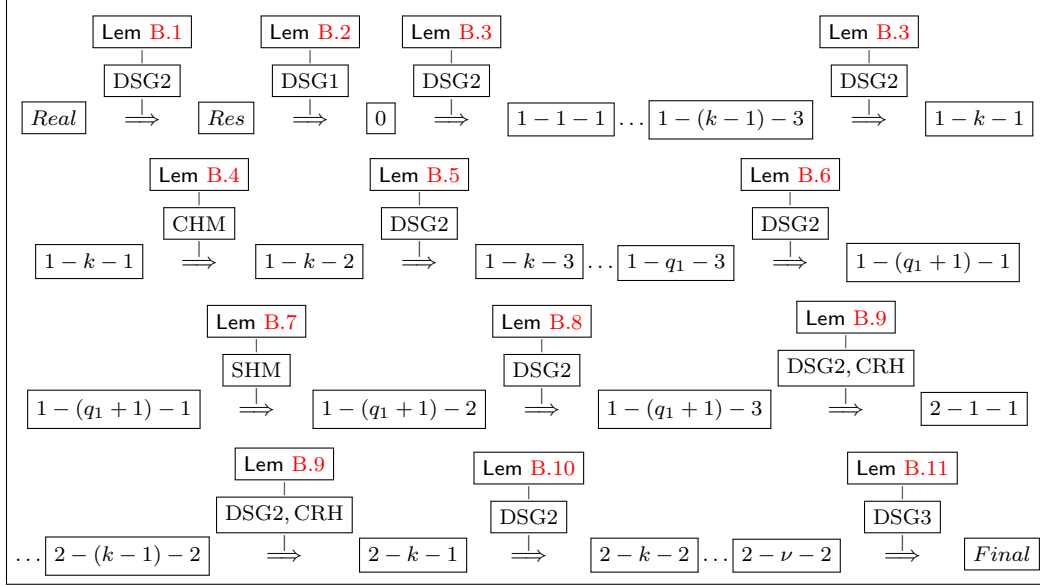 Lem B.1 Lem B.2 Lem B.3 Lem B.3
DSG2 DSG1 DSG2 DSG2
Real ⟹ Res ⟹ 0 ⟹ 1 − 1 − 1 … 1 − (k − 1) − 3 ⟹ 1 − k − 1
Lem B.4 Lem B.5 Lem B.6
CHM DSG2 DSG2
1 − k − 1 ⟹ 1 − k − 2 ⟹ 1 − k − 3 … 1 − q₁ − 3 ⟹ 1 − (q₁ + 1) − 1
Lem B.7 Lem B.8 Lem B.9
SHM DSG2 DSG2, CRH
1 − (q₁ + 1) − 1 ⟹ 1 − (q₁ + 1) − 2 ⟹ 1 − (q₁ + 1) − 3 ⟹ 2 − 1 − 1
Lem B.9 Lem B.10 Lem B.11
DSG2, CRH DSG2 DSG3
… 2 − (k − 1) − 2 ⟹ 2 − k − 1 ⟹ 2 − k − 2 … 2 − ν − 2 ⟹ Final